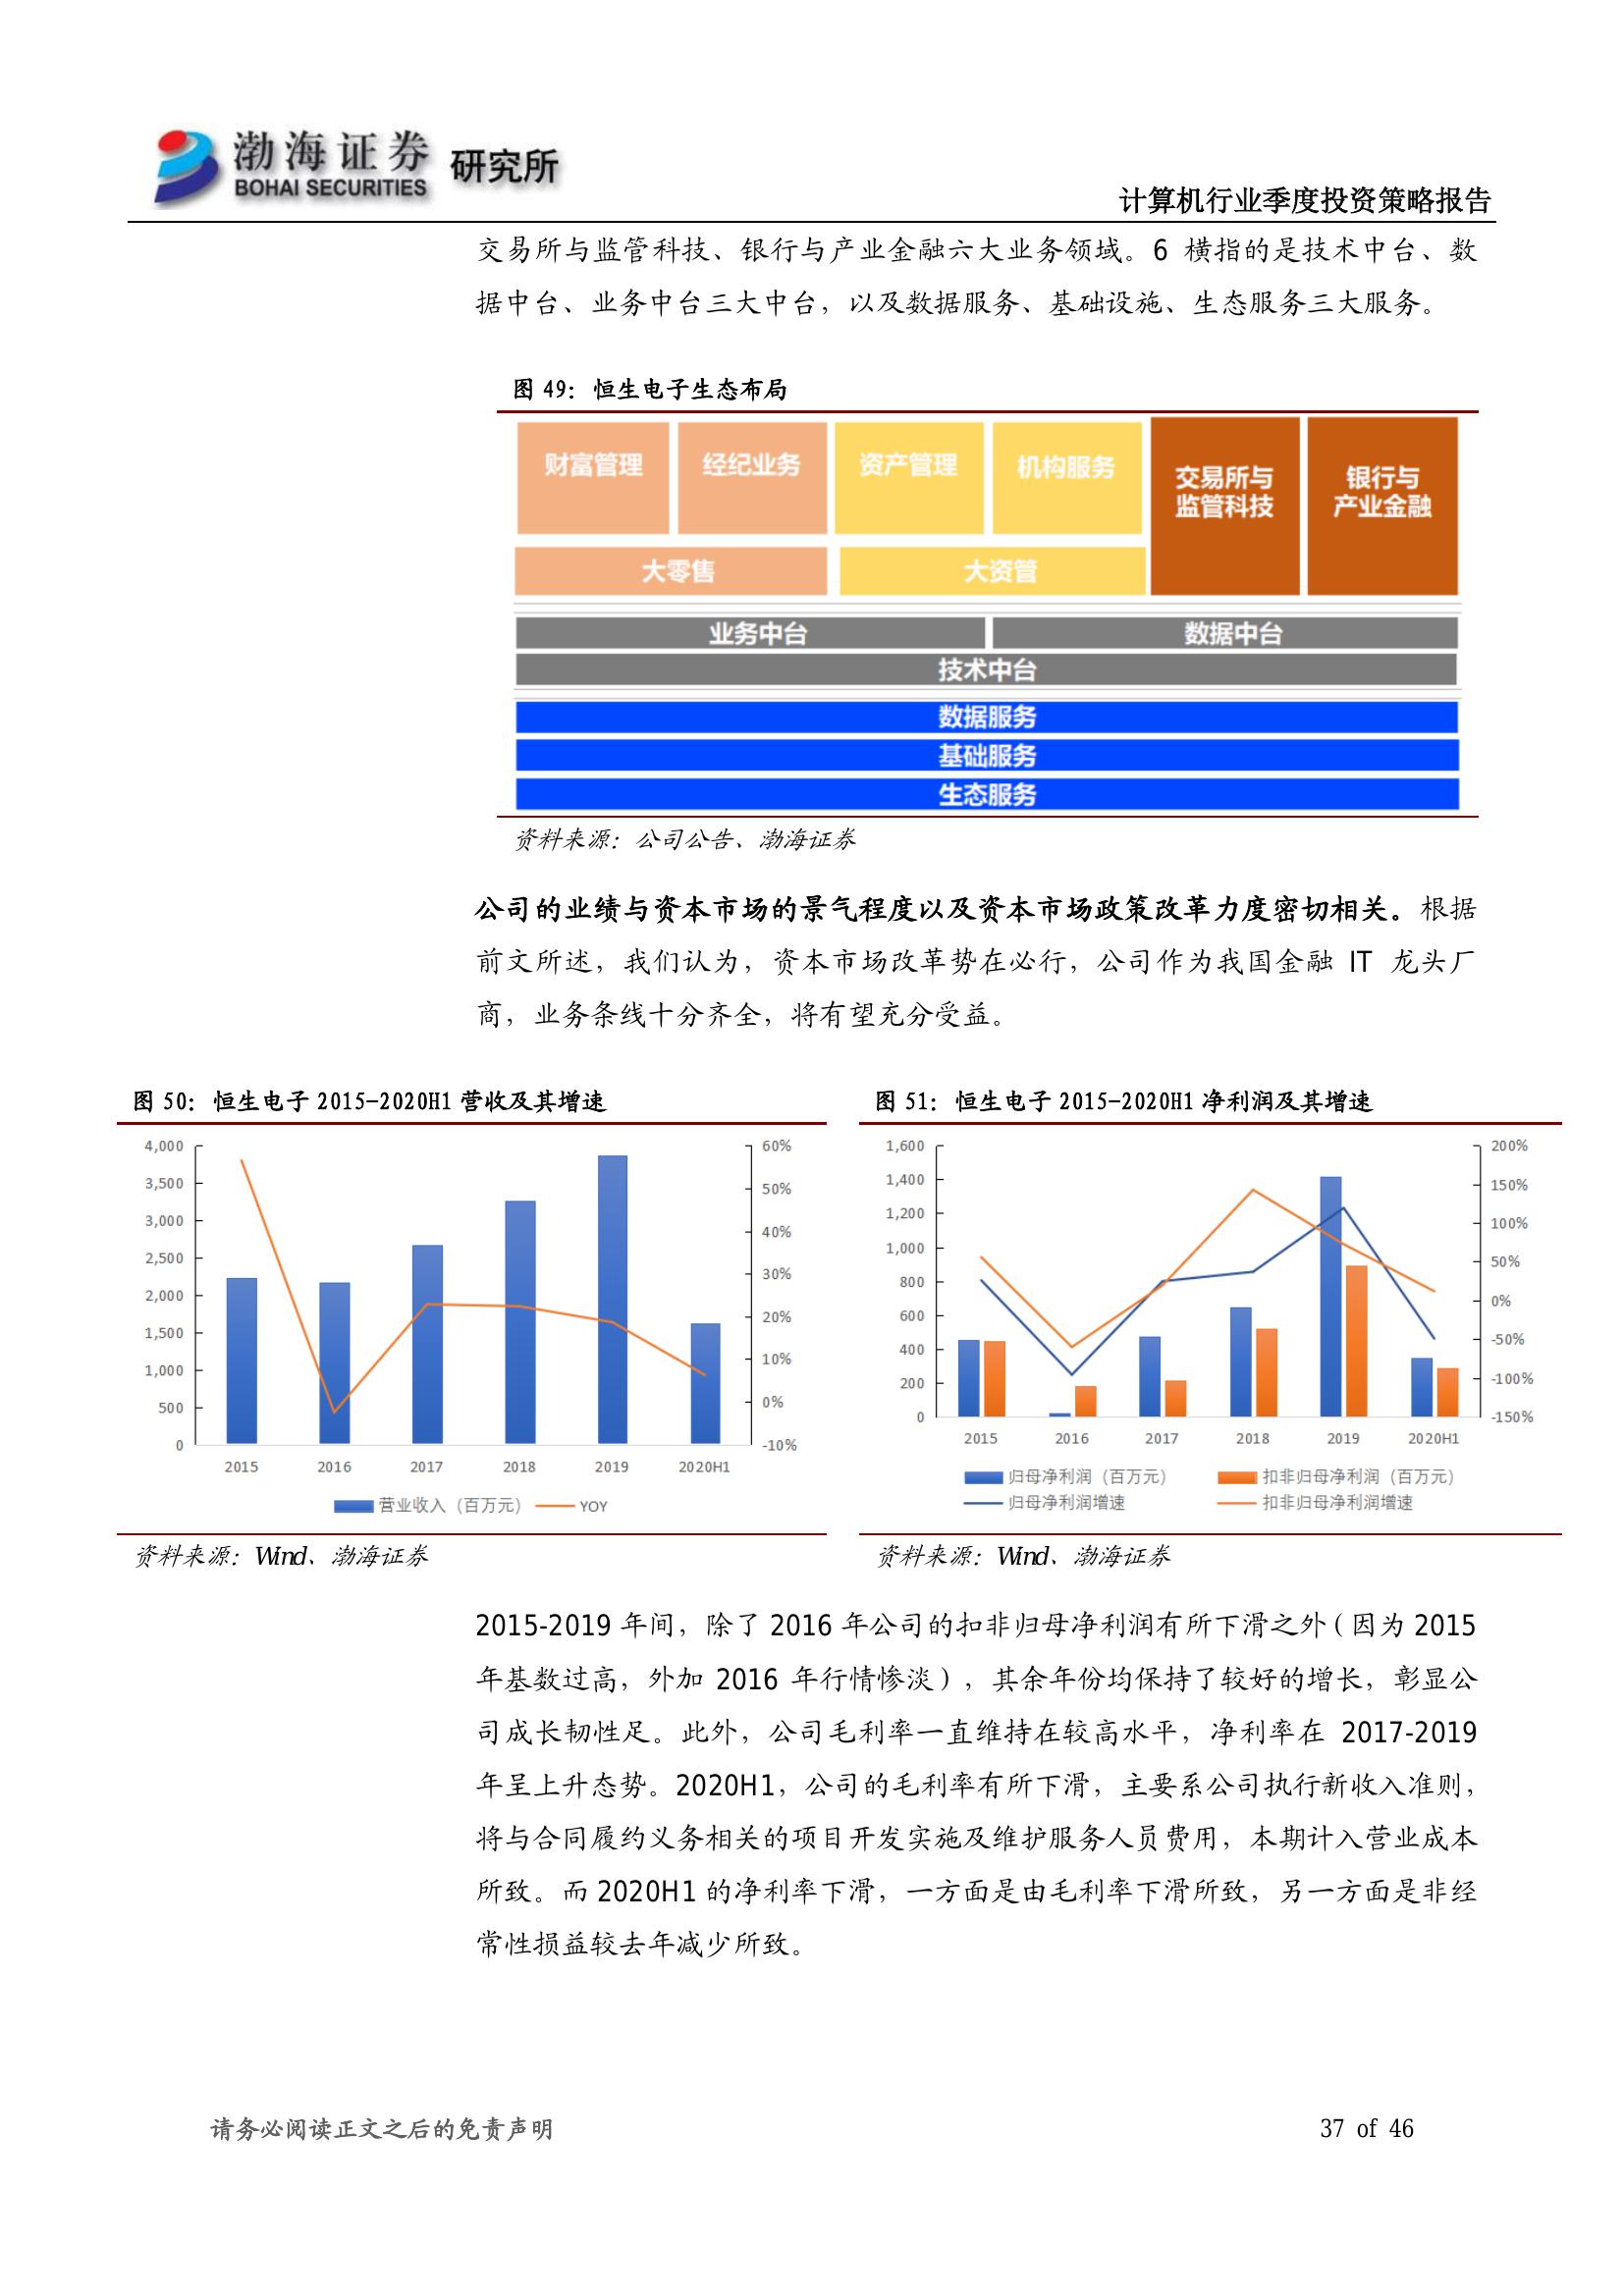 渤海证券 研究所
BOHAI SECURITIES
计算机行业季度投资策略报告
交易所与监管科技、银行与产业金融六大业务领域。6 横指的是技术中台、数
据中台、业务中台三大中台，以及数据服务、基础设施、生态服务三大服务。
图 49：恒生电子生态布局
财富管理 经纪业务 资产管理 机构服务
交易所与
监管科技
银行与
产业金融
大零售 大资管
业务中台 数据中台
技术中台
数据服务
基础服务
生态服务
资料来源：公司公告、渤海证券
公司的业绩与资本市场的景气程度以及资本市场政策改革力度密切相关。根据
前文所述，我们认为，资本市场改革势在必行，公司作为我国金融 IT 龙头厂
商，业务条线十分齐全，将有望充分受益。
图 50：恒生电子 2015-2020H1 营收及其增速
4,000
3,500
3,000
2,500
2,000
1,500
1,000
500
0
60%
50%
40%
30%
20%
10%
0%
-10%
2015 2016 2017 2018 2019 2020H1
营业收入（百万元） YOY
资料来源：Wind、渤海证券
图 51：恒生电子 2015-2020H1 净利润及其增速
1,600
1,400
1,200
1,000
800
600
400
200
0
200%
150%
100%
50%
0%
-50%
-100%
-150%
2015 2016 2017 2018 2019 2020H1
归母净利润（百万元） 扣非归母净利润（百万元）
归母净利润增速 扣非归母净利润增速
资料来源：Wind、渤海证券
2015-2019 年间，除了 2016 年公司的扣非归母净利润有所下滑之外（因为 2015
年基数过高，外加 2016 年行情惨淡），其余年份均保持了较好的增长，彰显公
司成长韧性足。此外，公司毛利率一直维持在较高水平，净利率在 2017-2019
年呈上升态势。2020H1，公司的毛利率有所下滑，主要系公司执行新收入准则，
将与合同履约义务相关的项目开发实施及维护服务人员费用，本期计入营业成本
所致。而 2020H1 的净利率下滑，一方面是由毛利率下滑所致，另一方面是非经
常性损益较去年减少所致。
请务必阅读正文之后的免责声明
37 of 46